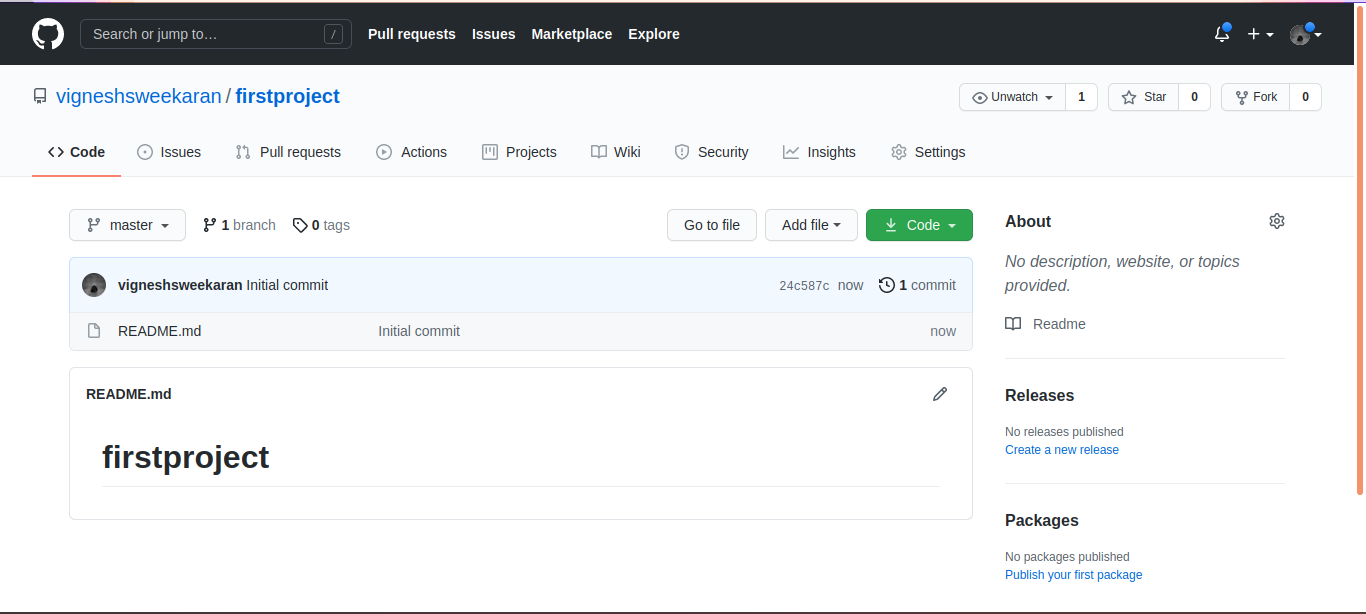 Search or jump to… / Pull requests Issues Marketplace Explore
vigneshsweekaran / firstproject Unwatch 1 Star 0 Fork 0
Code Issues Pull requests Actions Projects Wiki Security Insights Settings
master 1 branch 0 tags Go to file Add file Code
vigneshsweekaran Initial commit 24c587c now 1 commit
README.md Initial commit now
README.md
firstproject
About
No description, website, or topics
provided.
Readme
Releases
No releases published
Create a new release
Packages
No packages published
Publish your first package